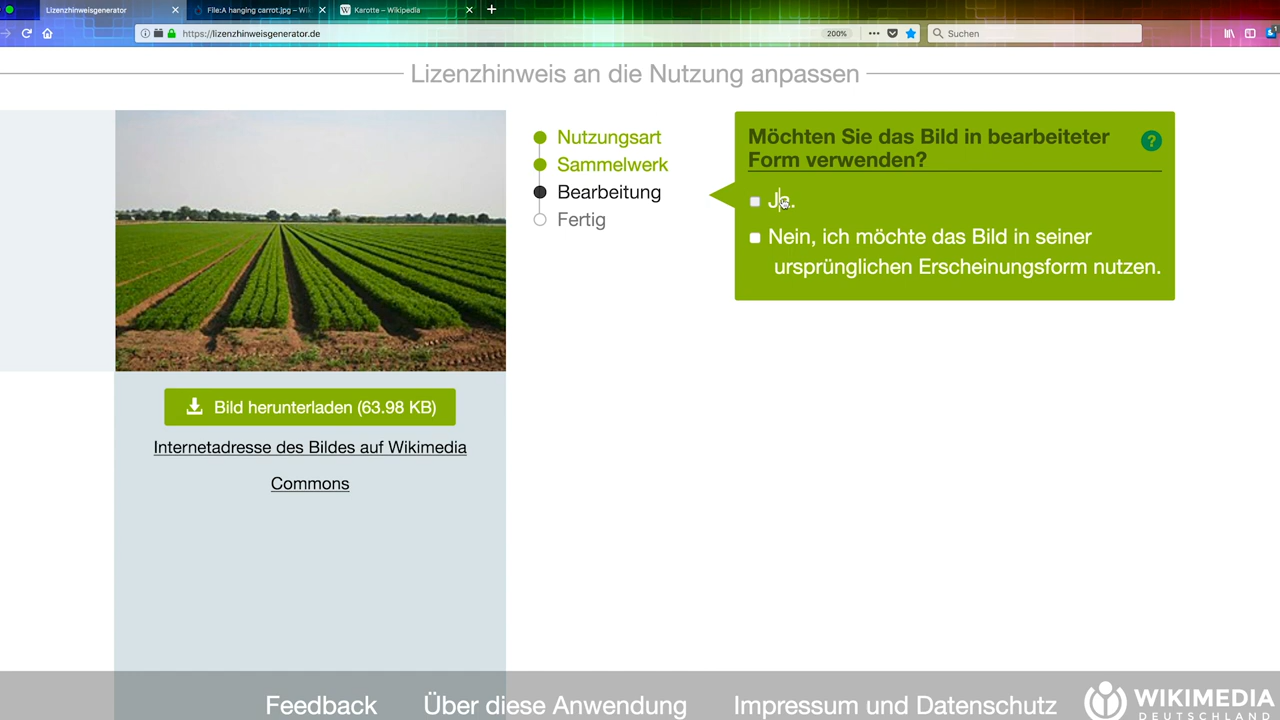 Lizenzhinweisgenerator
File:A hanging carrot.jpg – Wik
Karotte – Wikipedia
https://lizenzhinweisgenerator.de
200%
Suchen
Lizenzhinweis an die Nutzung anpassen
Nutzungsart
Sammelwerk
Bearbeitung
Fertig
Möchten Sie das Bild in bearbeiteter
Form verwenden?
?
Ja.
Nein, ich möchte das Bild in seiner
ursprünglichen Erscheinungsform nutzen.
Bild herunterladen (63.98 KB)
Internetadresse des Bildes auf Wikimedia
Commons
Feedback
Über diese Anwendung
Impressum und Datenschutz
WIKIMEDIA
DEUTSCHLAND